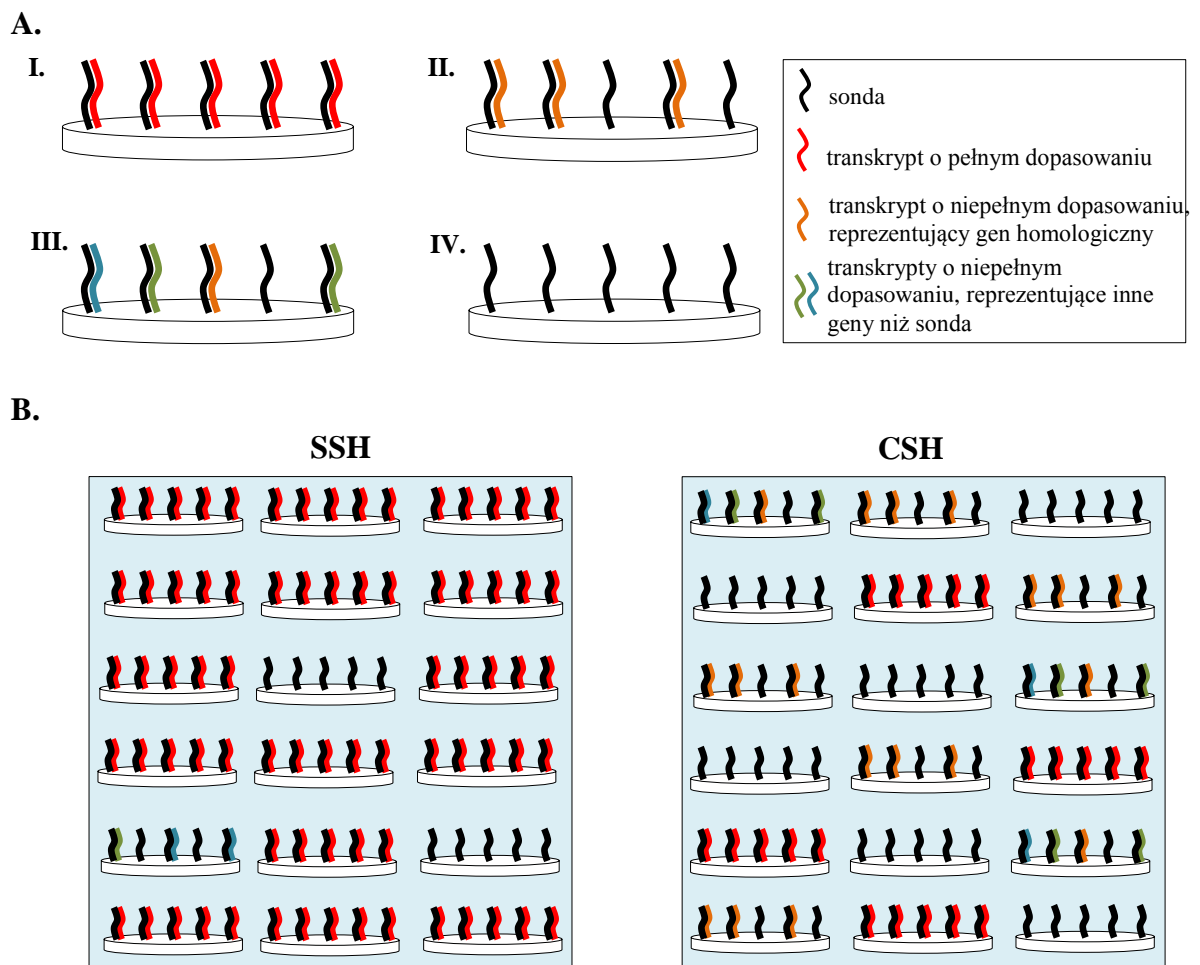 A.
I.
II.
sonda
transkrypt o pełnym dopasowaniu
transkrypt o niepełnym dopasowaniu,
reprezentujący gen homologiczny
III.
IV.
transkrypty o niepełnym
dopasowaniu, reprezentujące inne
geny niż sonda
B.
SSH
CSH